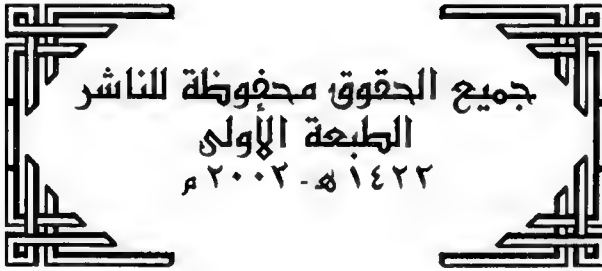 جميع الحقوق محفوظة للناشر
الطبعة الأولى
١٤٢٢ هـ - ٢٠٠٢ م